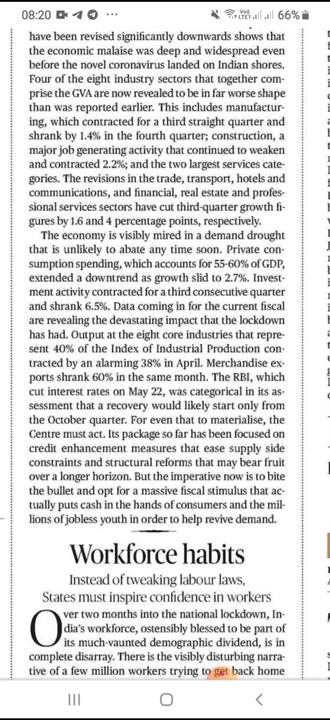 08:20
66%
have been revised significantly downwards shows that
the economic malaise was deep and widespread even
before the novel coronavirus landed on Indian shores.
Four of the eight industry sectors that together com-
prise the GVA are now revealed to be in far worse shape
than was reported earlier. This includes manufactur-
ing, which contracted for a third straight quarter and
shrank by 1.4% in the fourth quarter; construction, a
major job generating activity that continued to weaken
and contracted 2.2%; and the two largest services cate-
gories. The revisions in the trade, transport, hotels and
communications, and financial, real estate and profes-
sional services sectors have cut third-quarter growth fi-
gures by 1.6 and 4 percentage points, respectively.
The economy is visibly mired in a demand drought
that is unlikely to abate any time soon. Private con-
sumption spending, which accounts for 55-60% of GDP,
extended a downtrend as growth slid to 2.7%. Invest-
ment activity contracted for a third consecutive quarter
and shrank 6.5%. Data coming in for the current fiscal
are revealing the devastating impact that the lockdown
has had. Output at the eight core industries that repre-
sent 40% of the Index of Industrial Production con-
tracted by an alarming 38% in April. Merchandise ex-
ports shrank 60% in the same month. The RBI, which
cut interest rates on May 22, was categorical in its as-
sessment that a recovery would likely start only from
the October quarter. For even that to materialise, the
Centre must act. Its package so far has been focused on
credit enhancement measures that ease supply side
constraints and structural reforms that may bear fruit
over a longer horizon. But the imperative now is to bite
the bullet and opt for a massive fiscal stimulus that ac-
tually puts cash in the hands of consumers and the mil-
lions of jobless youth in order to help revive demand.
Workforce habits
Instead of tweaking labour laws,
States must inspire confidence in workers
Over two months into the national lockdown, In-
dia's workforce, ostensibly blessed to be part of
its much-vaunted demographic dividend, is in
complete disarray. There is the visibly disturbing narra-
tive of a few million workers trying to get back home